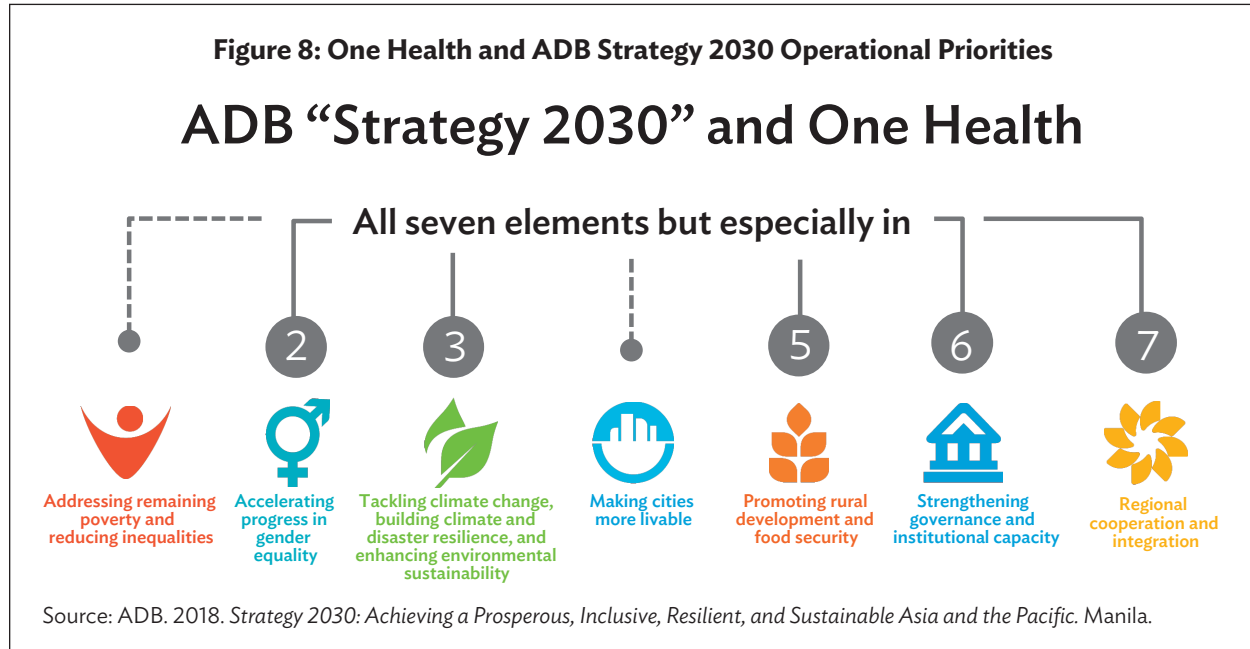 Figure 8: One Health and ADB Strategy 2030 Operational Priorities
ADB “Strategy 2030” and One Health
All seven elements but especially in
2
3
5
6
7
Addressing remaining
poverty and
reducing inequalities
Accelerating
progress in
gender
equality
Tackling climate change,
building climate and
disaster resilience, and
enhancing environmental
sustainability
Making cities
more livable
Promoting rural
development and
food security
Strengthening
governance and
institutional capacity
Regional
cooperation and
integration
Source: ADB. 2018. Strategy 2030: Achieving a Prosperous, Inclusive, Resilient, and Sustainable Asia and the Pacific. Manila.